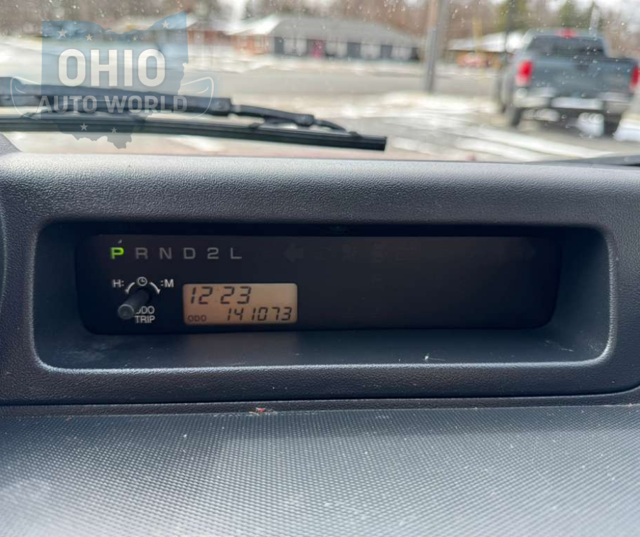 OHIO
AUTO WORLD
P R N D 2 L
H: :M
12:23
ODO 141073
ODO
TRIP